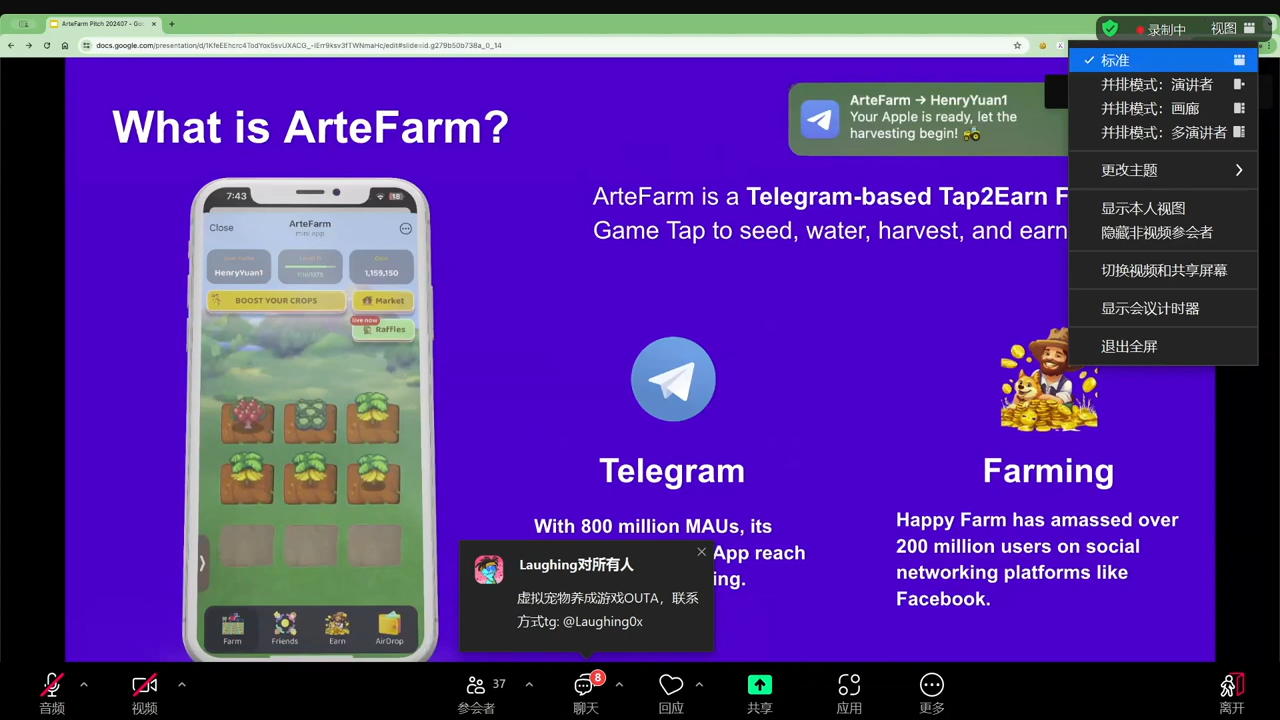 ArteFarm Pitch 202407 - Goo
docs.google.com/presentation/d/1KfeEEhcrc4TodYox5svUXACG_-iErr9ksv3fTWNmaHc/edit#slide=id.g279b50b738a_0_14
录制中
视图
标准
并排模式：演讲者
并排模式：画廊
并排模式：多演讲者
更改主题
显示本人视图
隐藏非视频参会者
切换视频和共享屏幕
显示会议计时器
退出全屏
What is ArteFarm?
ArteFarm → HenryYuan1
Your Apple is ready, let the
harvesting begin! 🚜
ArteFarm is a Telegram-based Tap2Earn F
Game Tap to seed, water, harvest, and earn
7:43
18
Close
ArteFarm
mini App
HenryYuan1
1,159,150
BOOST YOUR CROPS
Market
live now
Raffles
Farm
Friends
Earn
AirDrop
Telegram
With 800 million MAUs, its
App reach
ing.
Farming
Happy Farm has amassed over
200 million users on social
networking platforms like
Facebook.
Laughing对所有人
虚拟宠物养成游戏OUTA，联系
方式tg: @Laughing0x
音频
视频
37
参会者
8
聊天
回应
共享
应用
更多
离开